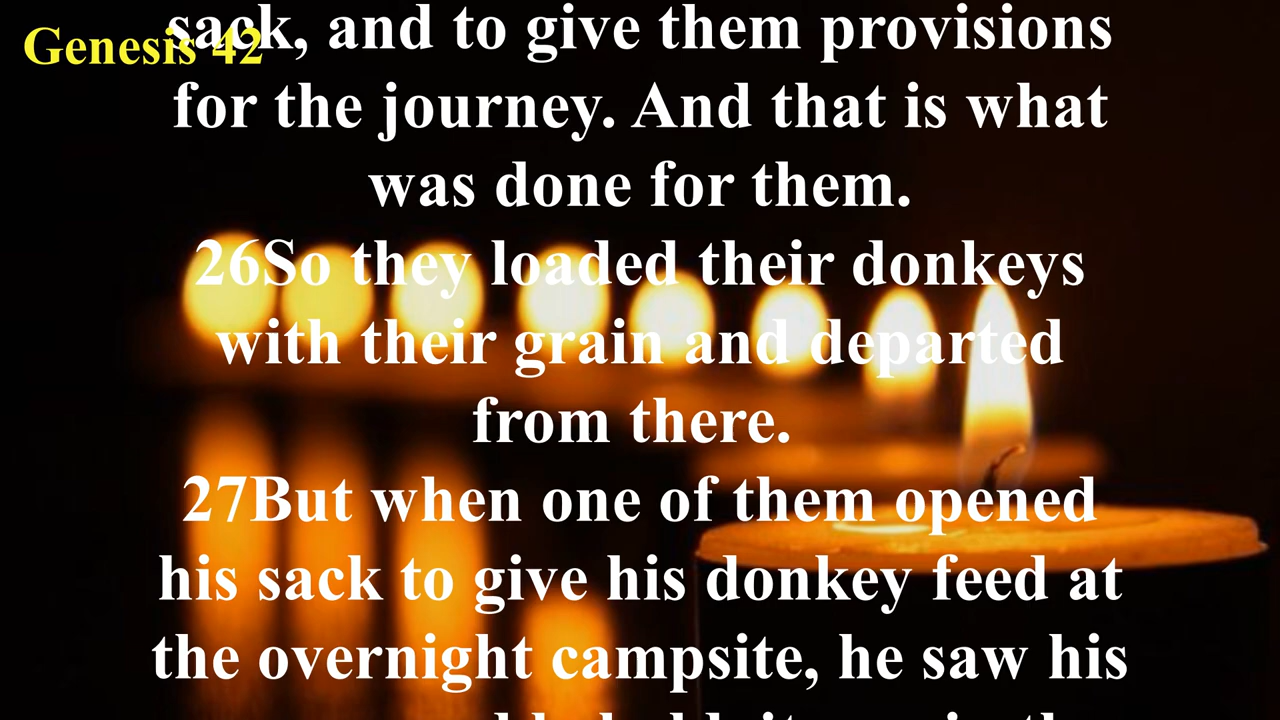 Genesis 42
sack, and to give them provisions
for the journey. And that is what
was done for them.
26So they loaded their donkeys
with their grain and departed
from there.
27But when one of them opened
his sack to give his donkey feed at
the overnight campsite, he saw his